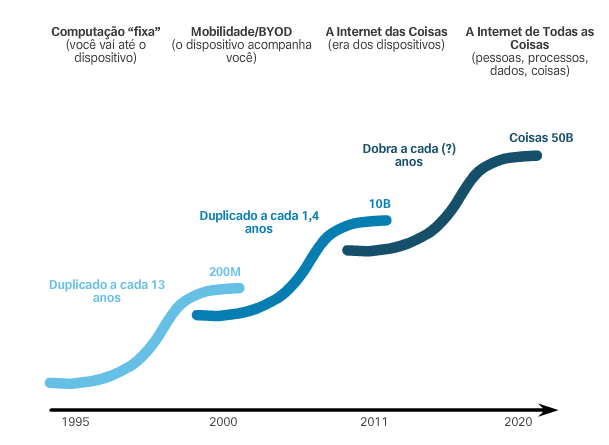 Computação “fixa”
(você vai até o
dispositivo)
Mobilidade/BYOD
(o dispositivo acompanha
você)
A Internet das Coisas
(era dos dispositivos)
A Internet de Todas as
Coisas
(pessoas, processos,
dados, coisas)
Coisas 50B
Dobra a cada (?)
anos
10B
Duplicado a cada 1,4
anos
200M
Duplicado a cada 13
anos
1995
2000
2011
2020